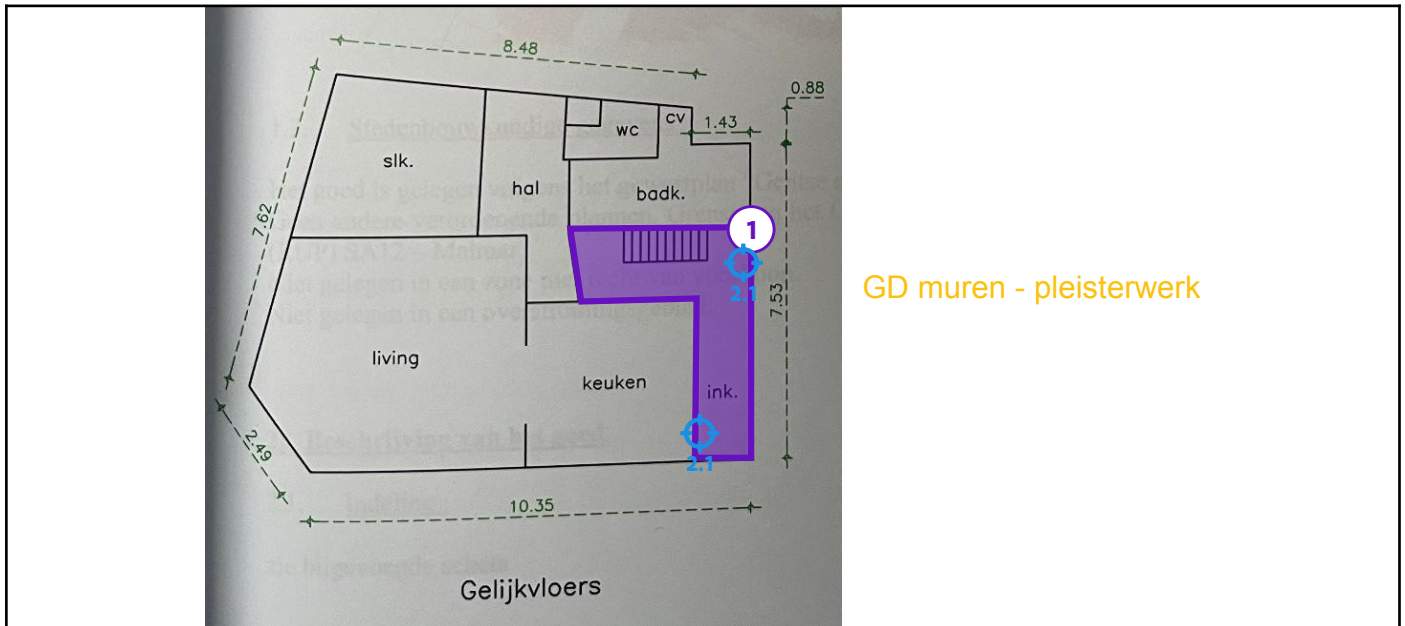 8.48
0.88
cv
1.43
wc
slk.
hal
badk.
7.62
1
2.1
7.53
GD muren - pleisterwerk
living
keuken
ink.
2.49
2.1
10.35
Gelijkvloers